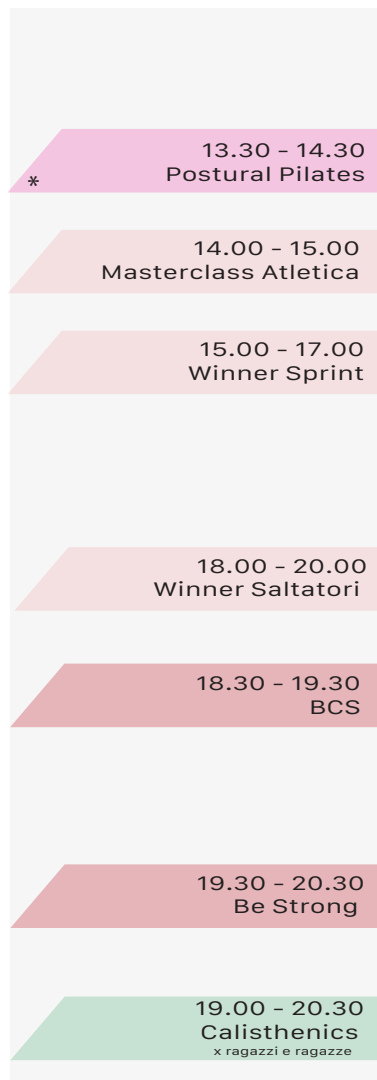 13.30 - 14.30
Postural Pilates
*
14.00 - 15.00
Masterclass Atletica
15.00 - 17.00
Winner Sprint
18.00 - 20.00
Winner Saltatori
18.30 - 19.30
BCS
19.30 - 20.30
Be Strong
19.00 - 20.30
Calisthenics
x ragazzi e ragazze